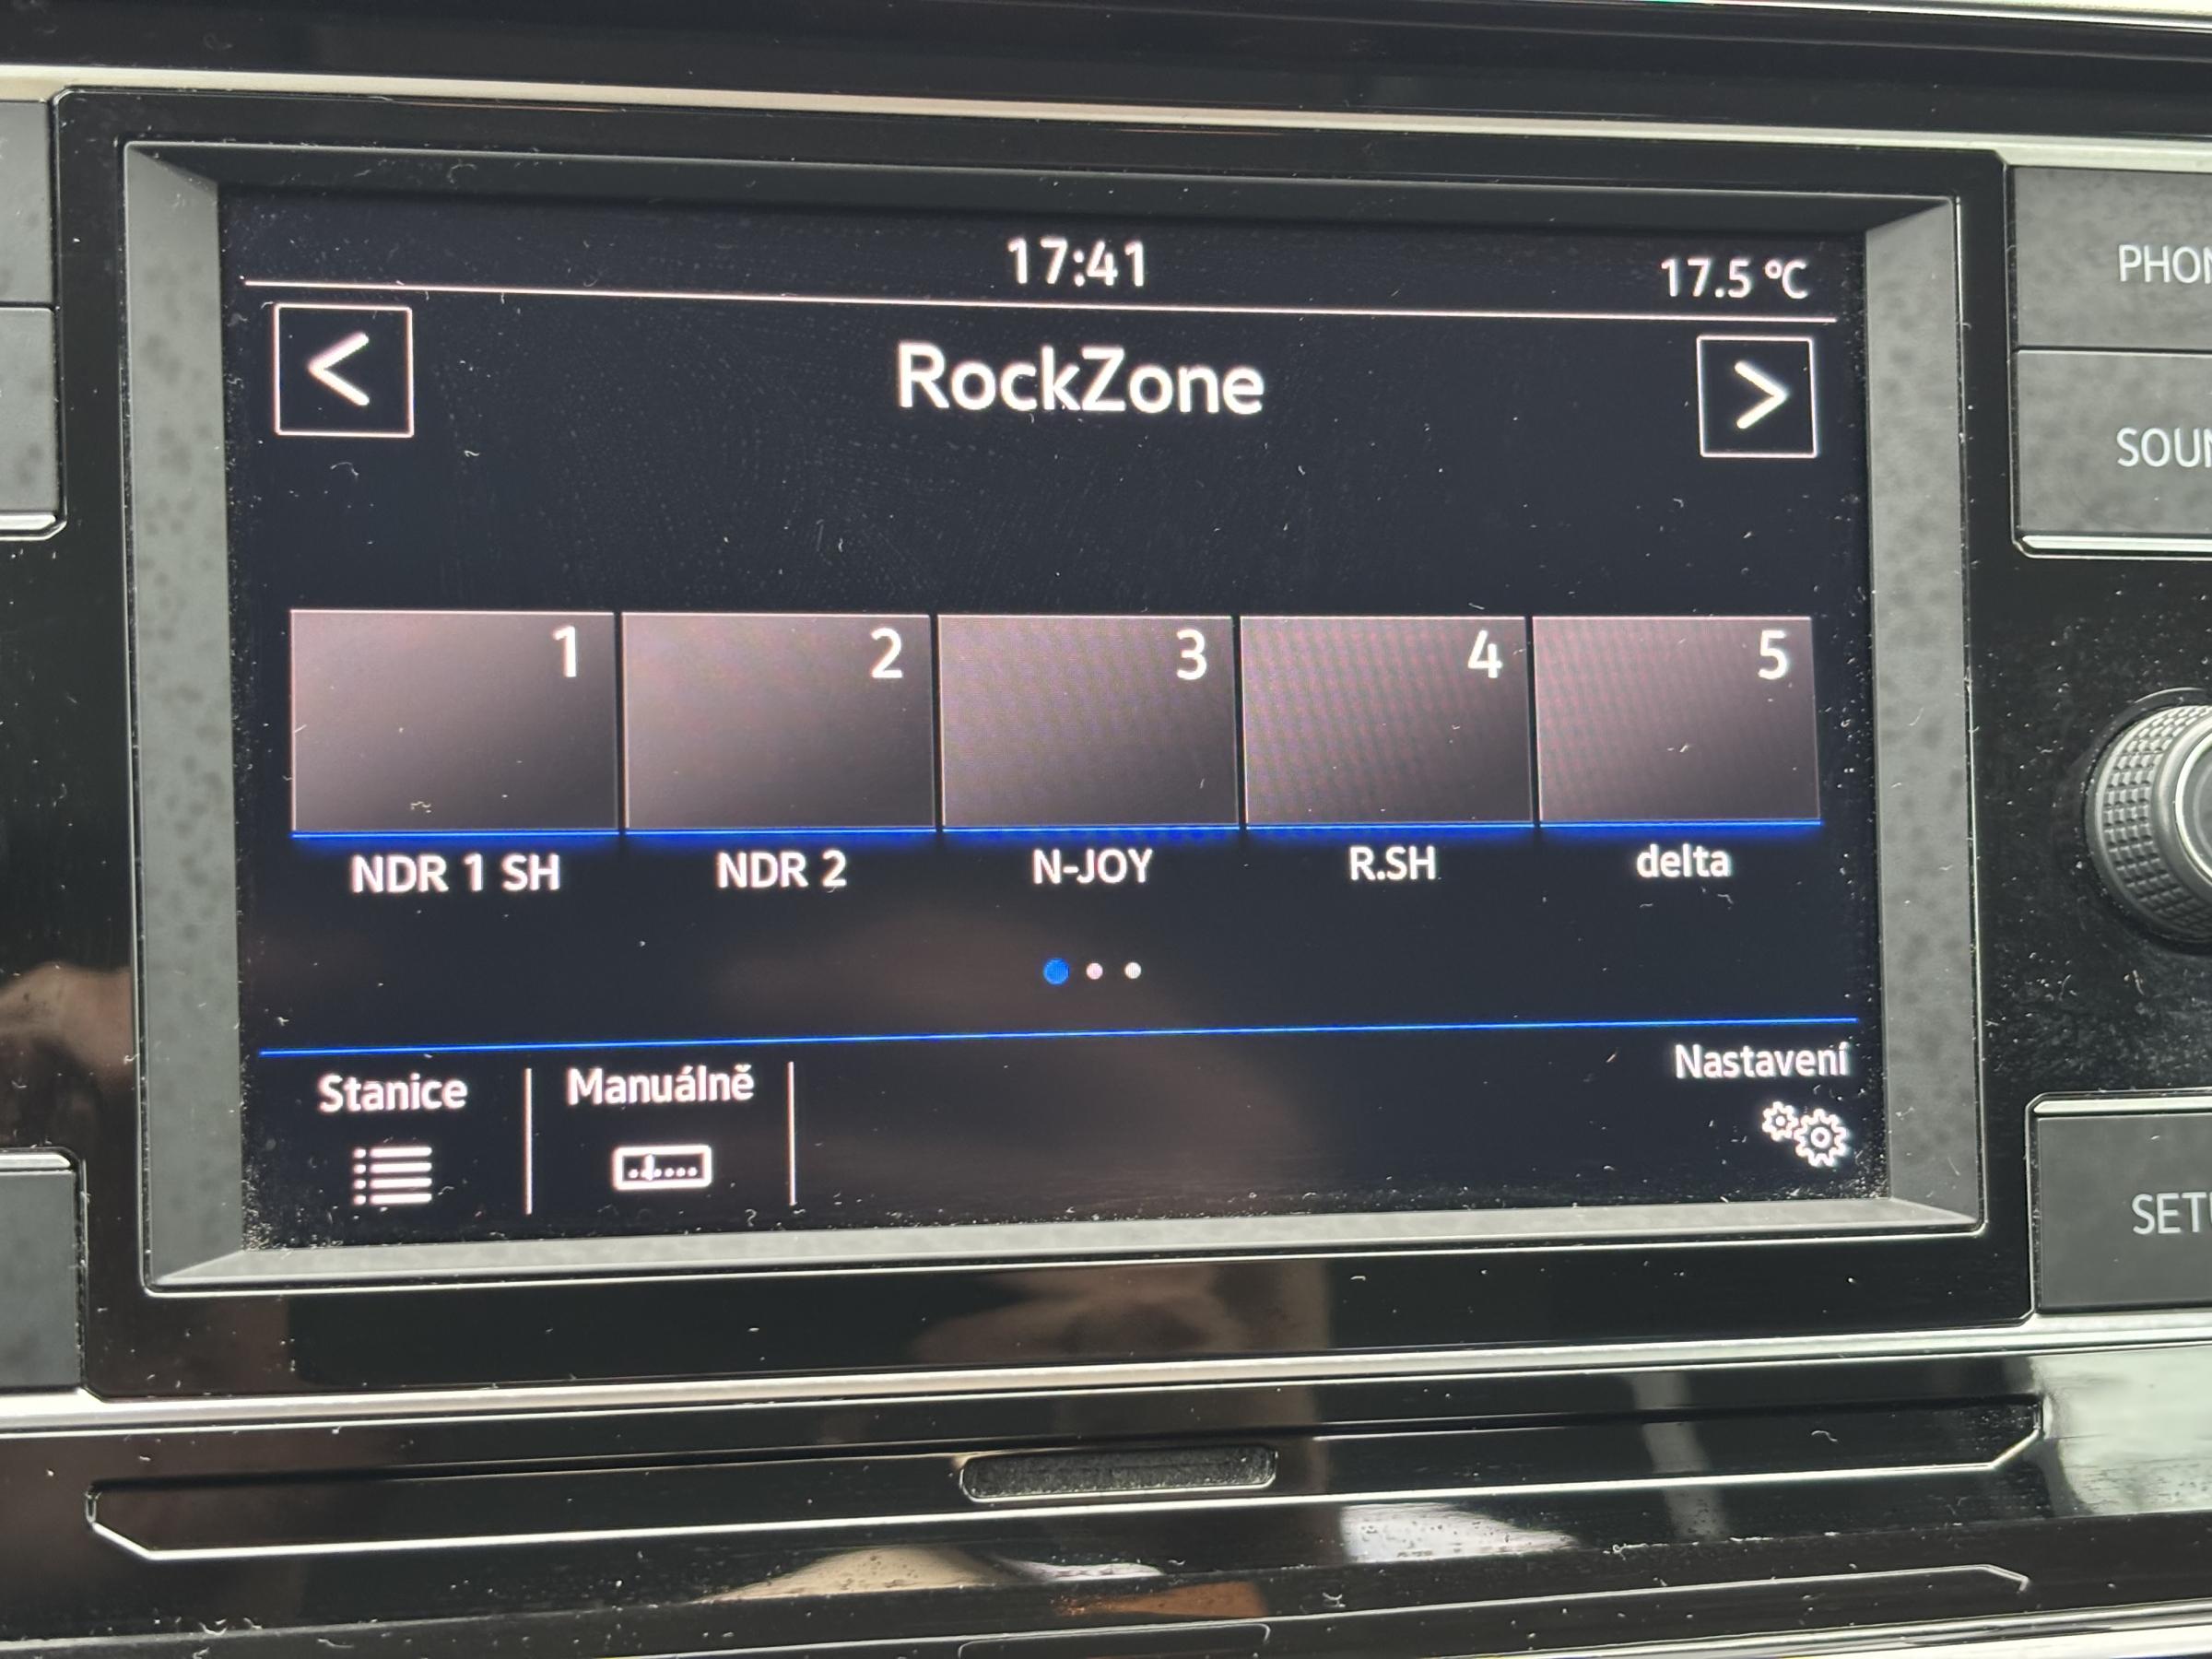 17:41
17.5 °C
<
RockZone
>
1
2
3
4
5
NDR 1 SH
NDR 2
N-JOY
R.SH
delta
Stanice
Manuálně
Nastavení